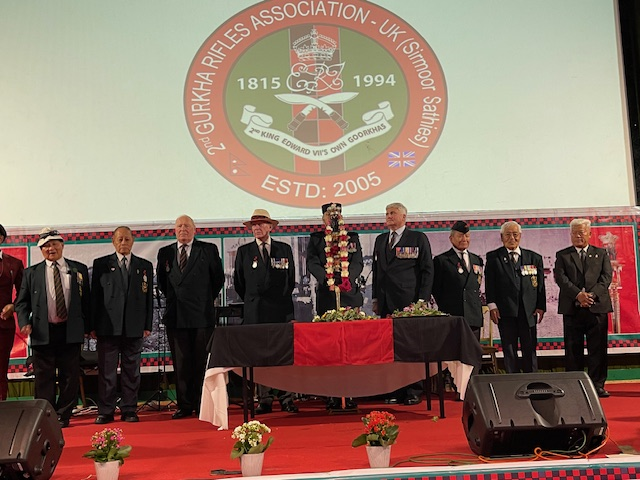 2nd GURKHA RIFLES ASSOCIATION - UK (Sirmoor Sathies)
1815 1994
2ND KING EDWARD VII'S OWN GOORKHAS
ESTD: 2005